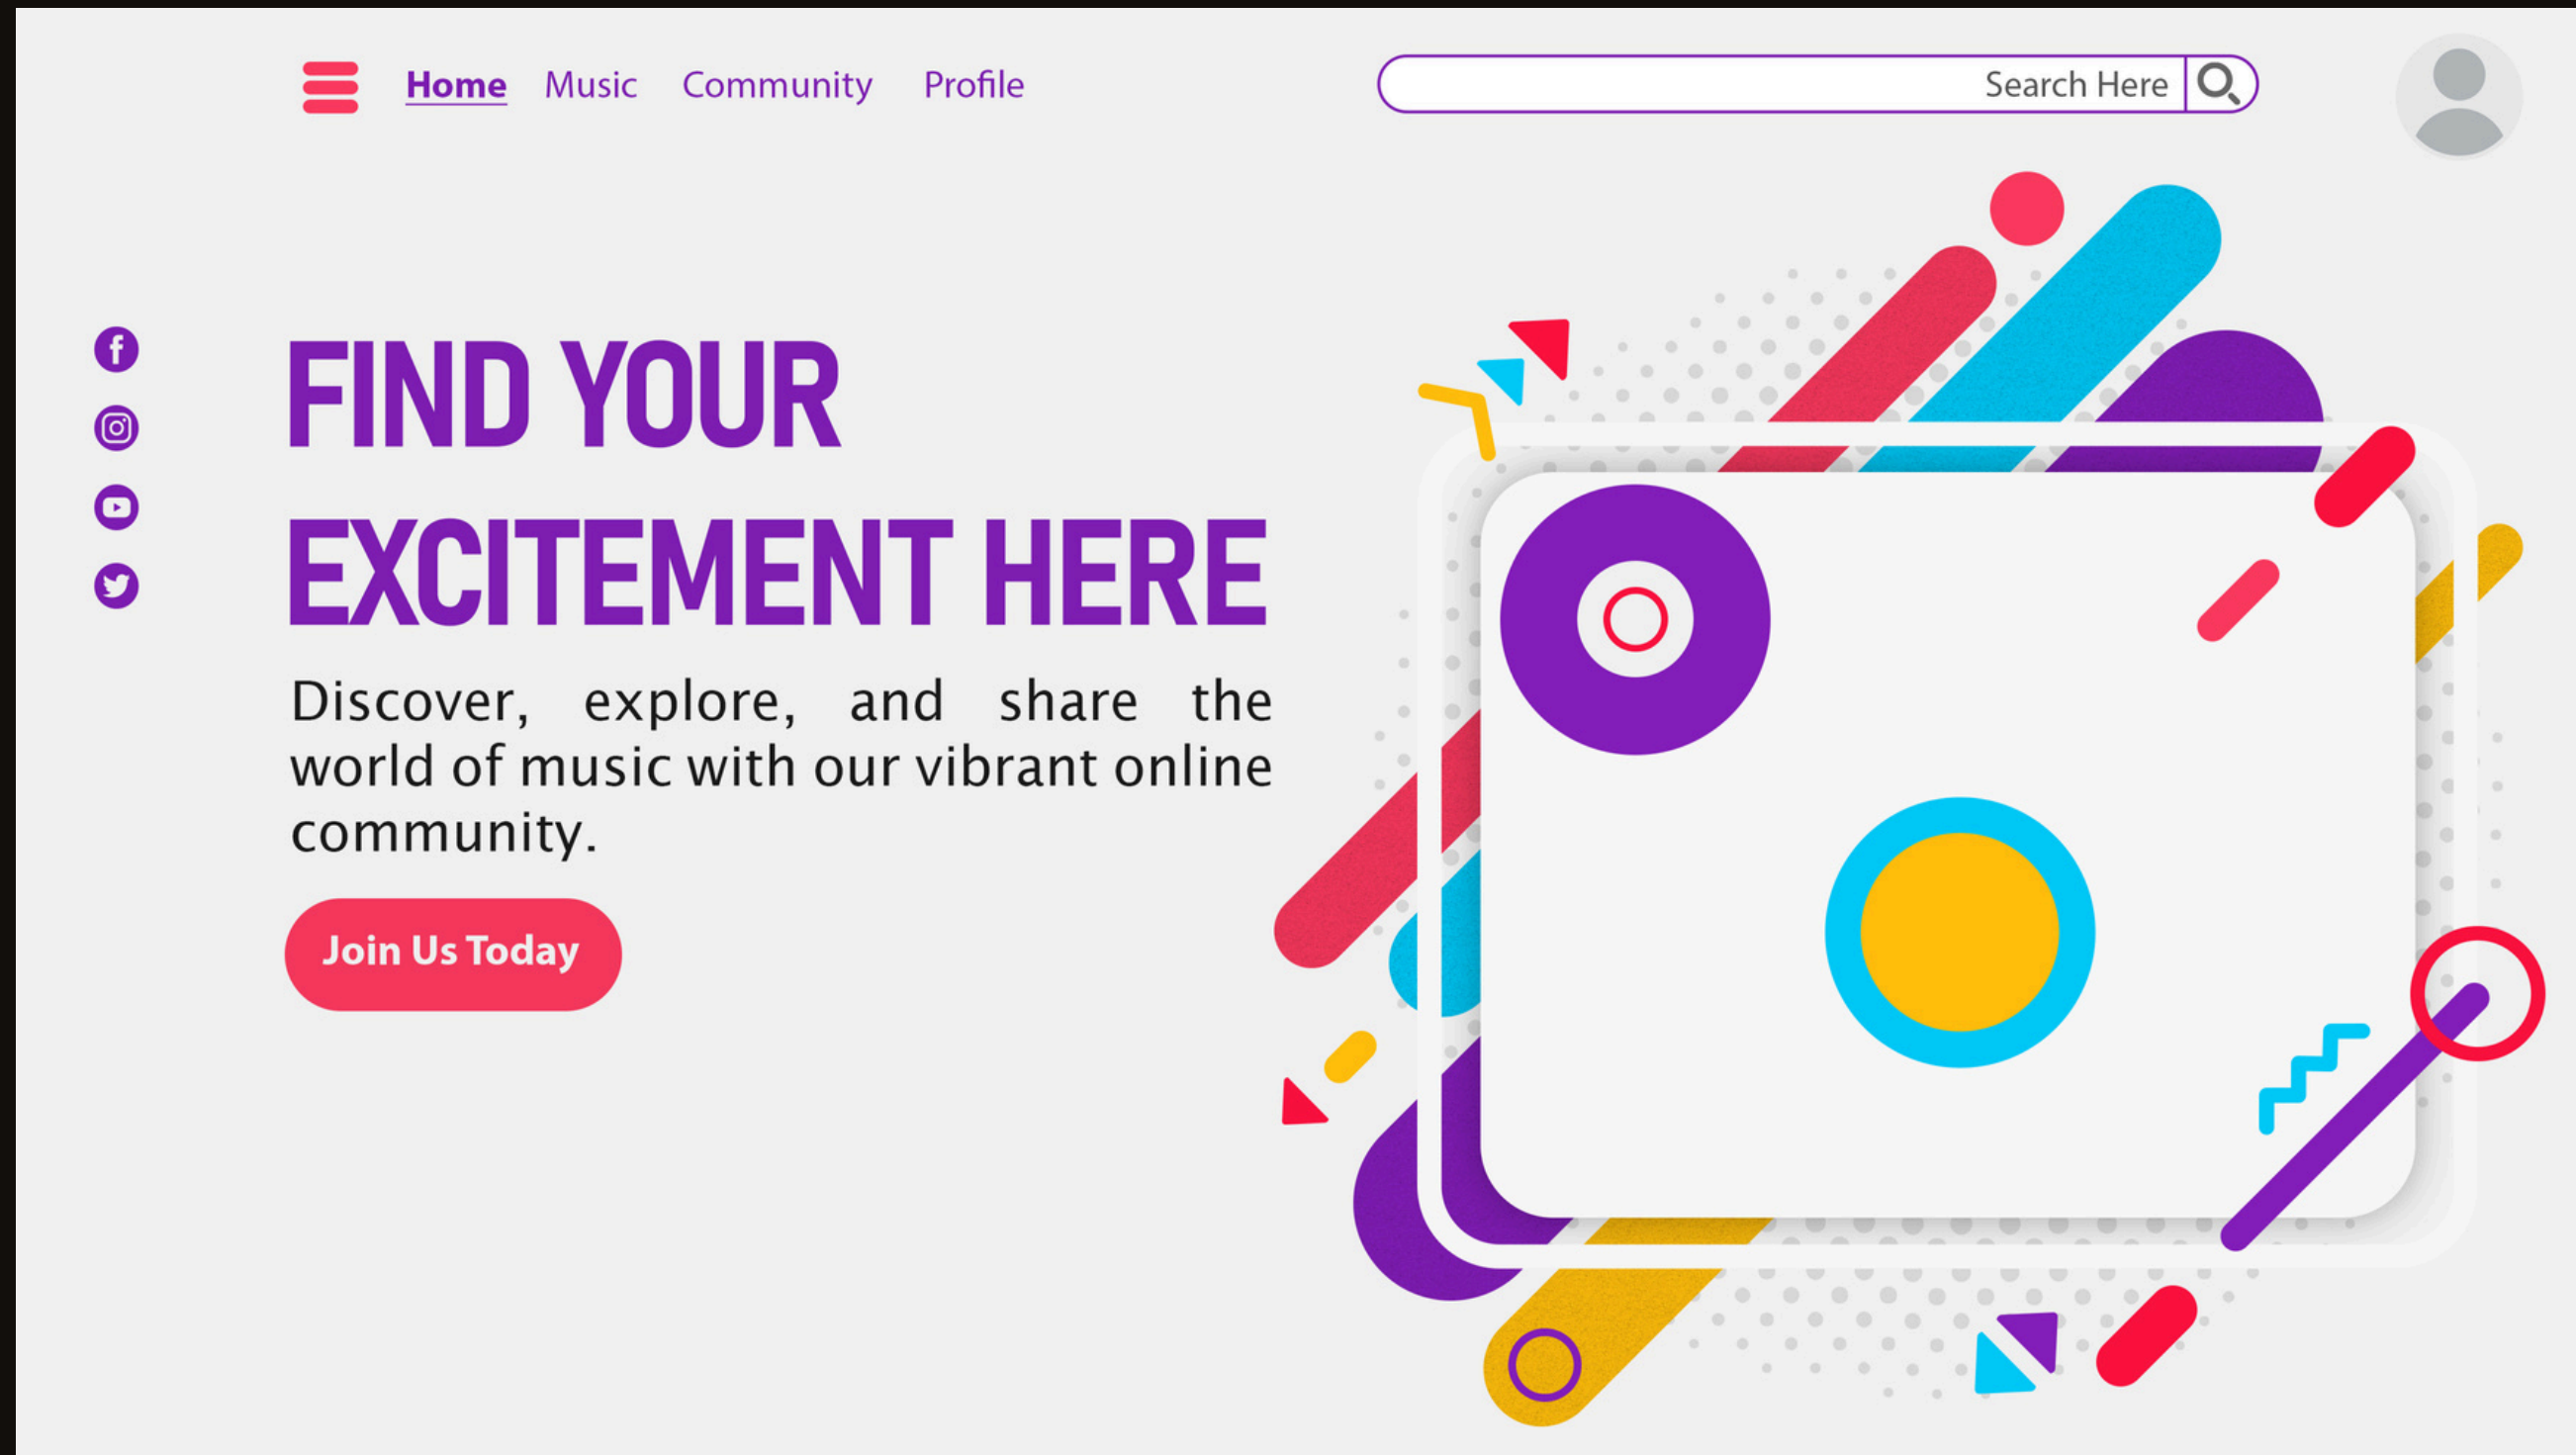 Home Music Community Profile
Search Here
FIND YOUR
EXCITEMENT HERE
Discover, explore, and share the
world of music with our vibrant online
community.
Join Us Today